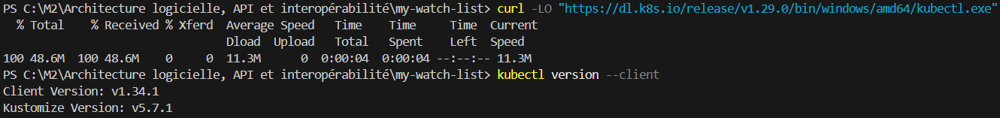 PS C:\M2\Architecture logicielle, API et interopérabilité\my-watch-list> curl -LO "https://dl.k8s.io/release/v1.29.0/bin/windows/amd64/kubectl.exe"
  % Total    % Received % Xferd  Average Speed   Time    Time     Time  Current
                                 Dload  Upload   Total   Spent    Left  Speed
100 48.6M  100 48.6M    0     0  11.3M      0  0:00:04  0:00:04 --:--:-- 11.3M
PS C:\M2\Architecture logicielle, API et interopérabilité\my-watch-list> kubectl version --client
Client Version: v1.34.1
Kustomize Version: v5.7.1